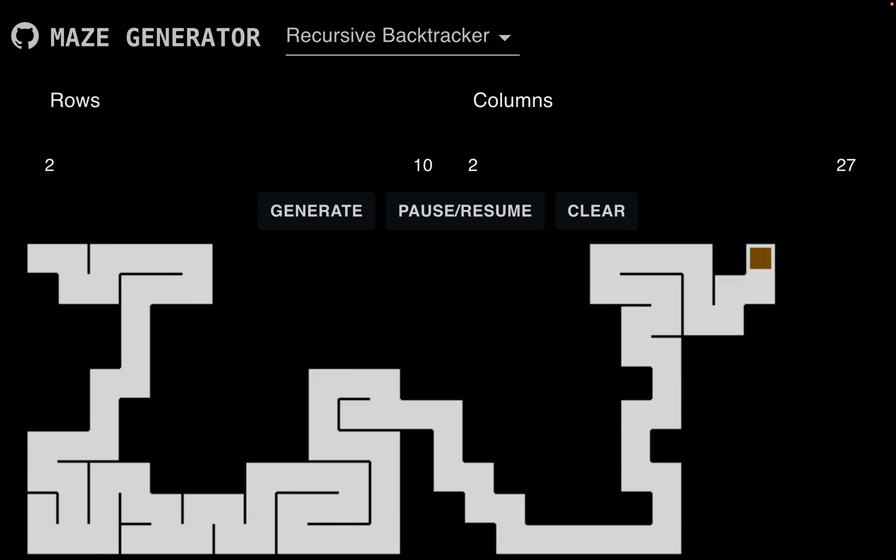 MAZE GENERATOR Recursive Backtracker
Rows Columns
2 10 2 27
GENERATE PAUSE/RESUME CLEAR